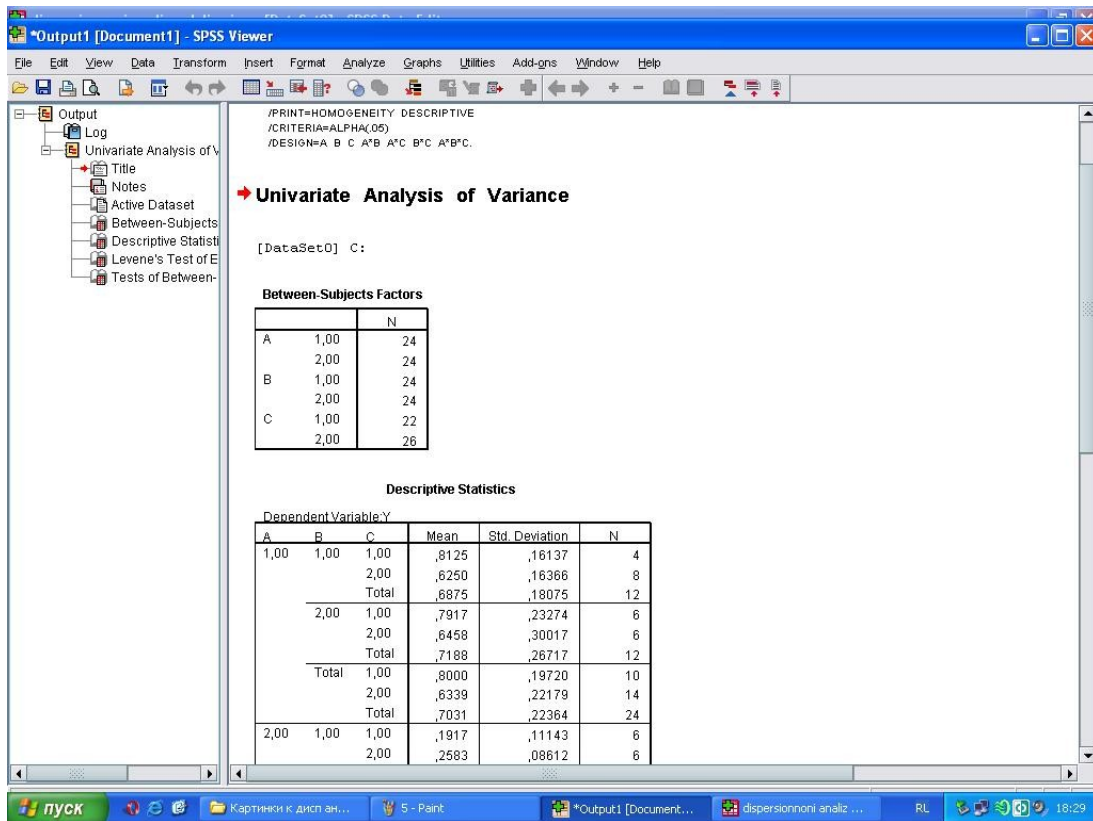 *Output1 [Document1] - SPSS Viewer
File Edit View Data Transform Insert Format Analyze Graphs Utilities Add-ons Window Help
Output
Log
Univariate Analysis of V
Title
Notes
Active Dataset
Between-Subjects
Descriptive Statisti
Levene's Test of E
Tests of Between-
/PRINT=HOMOGENEITY DESCRIPTIVE
/CRITERIA=ALPHA(.05)
/DESIGN=A B C A*B A*C B*C A*B*C.
Univariate Analysis of Variance
[DataSet0] C:
Between-Subjects Factors
N
A 1,00 24
2,00 24
B 1,00 24
2,00 24
C 1,00 22
2,00 26
Descriptive Statistics
Dependent Variable:Y
A B C Mean Std. Deviation N
1,00 1,00 1,00 ,8125 ,16137 4
2,00 ,6250 ,16366 8
Total ,6875 ,18075 12
2,00 1,00 ,7917 ,23274 6
2,00 ,6458 ,30017 6
Total ,7188 ,26717 12
Total 1,00 ,8000 ,19720 10
2,00 ,6339 ,22179 14
Total ,7031 ,22364 24
2,00 1,00 1,00 ,1917 ,11143 6
2,00 ,2583 ,08612 6
пуск Картинки к дисп ан... 5 - Paint *Output1 [Document... dispersionnoni analiz ... RL 18:29